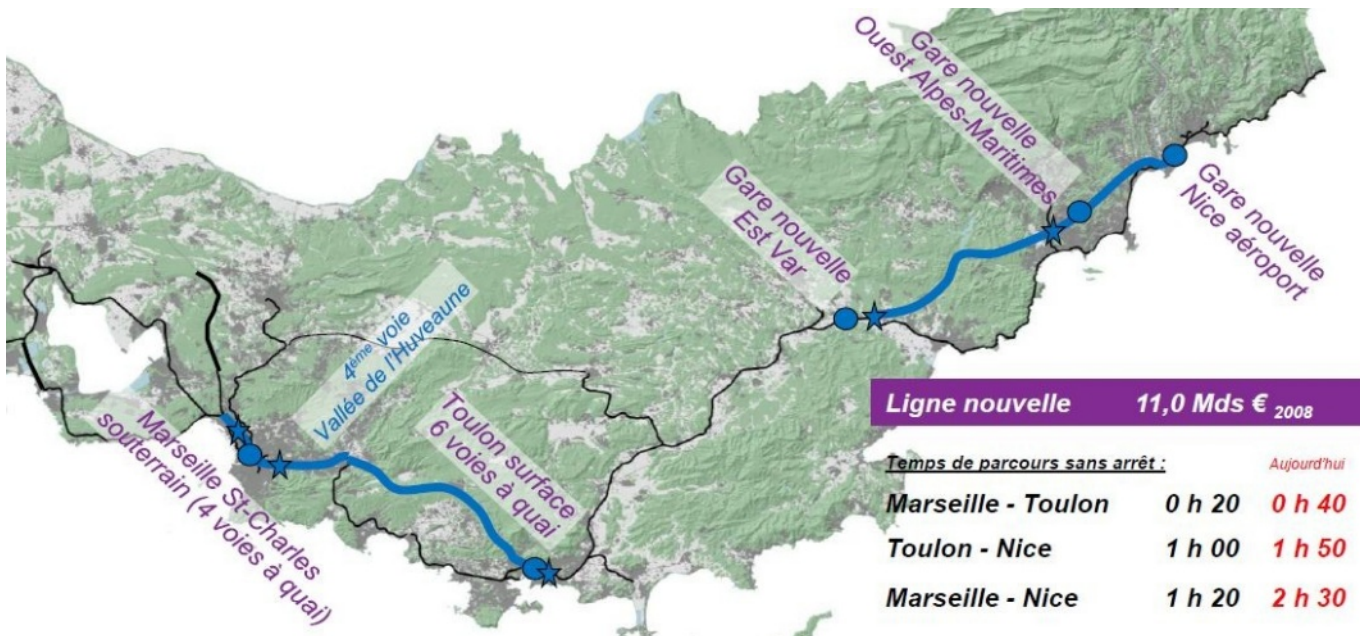 Gare nouvelle
Ouest Alpes-Maritimes
Gare nouvelle
Nice aéroport
Gare nouvelle
Est Var
4ème voie
Vallée de l'Huveaune
Toulon surface
6 voies à quai
Marseille St-Charles
souterrain (4 voies à quai)
Ligne nouvelle 11,0 Mds € 2008
Temps de parcours sans arrêt : Aujourd'hui
Marseille - Toulon 0 h 20 0 h 40
Toulon - Nice 1 h 00 1 h 50
Marseille - Nice 1 h 20 2 h 30